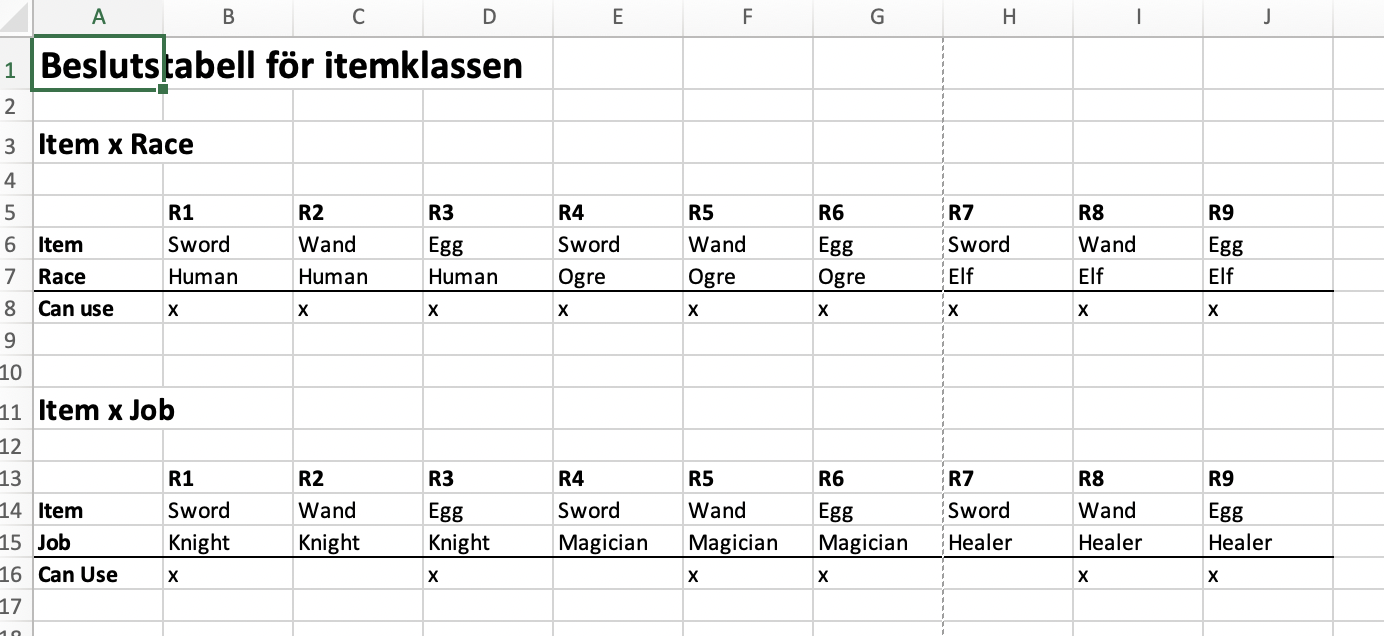 A B C D E F G H I J
1 Beslutstabell för itemklassen
2
3 Item x Race
4
5 R1 R2 R3 R4 R5 R6 R7 R8 R9
6 Item Sword Wand Egg Sword Wand Egg Sword Wand Egg
7 Race Human Human Human Ogre Ogre Ogre Elf Elf Elf
8 Can use x x x x x x x x x
9
10
11 Item x Job
12
13 R1 R2 R3 R4 R5 R6 R7 R8 R9
14 Item Sword Wand Egg Sword Wand Egg Sword Wand Egg
15 Job Knight Knight Knight Magician Magician Magician Healer Healer Healer
16 Can Use x x x x x x
17
18